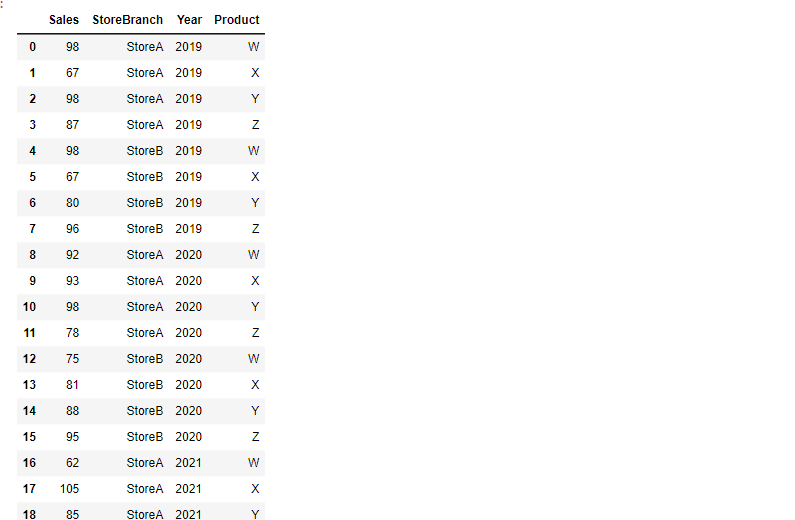 :
Sales StoreBranch Year Product
0 98 StoreA 2019 W
1 67 StoreA 2019 X
2 98 StoreA 2019 Y
3 87 StoreA 2019 Z
4 98 StoreB 2019 W
5 67 StoreB 2019 X
6 80 StoreB 2019 Y
7 96 StoreB 2019 Z
8 92 StoreA 2020 W
9 93 StoreA 2020 X
10 98 StoreA 2020 Y
11 78 StoreA 2020 Z
12 75 StoreB 2020 W
13 81 StoreB 2020 X
14 88 StoreB 2020 Y
15 95 StoreB 2020 Z
16 62 StoreA 2021 W
17 105 StoreA 2021 X
18 85 StoreA 2021 Y